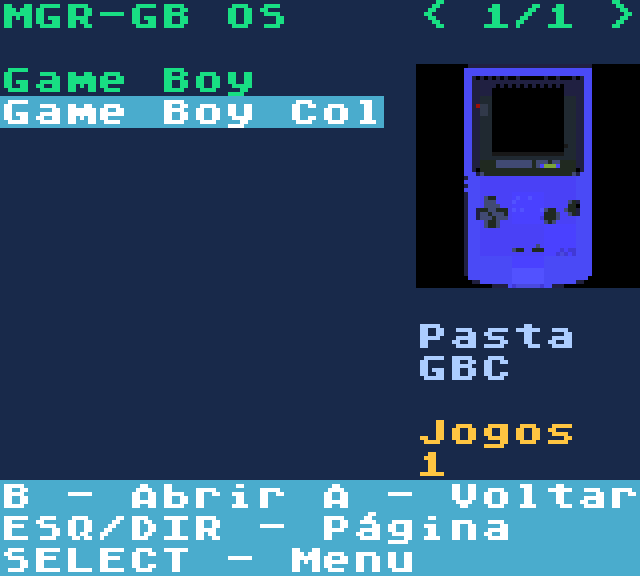 MGR-GB OS < 1/1 >
Game Boy
Game Boy Col
Pasta
GBC
Jogos
1
B - Abrir A - Voltar
ESQ/DIR - Página
SELECT - Menu